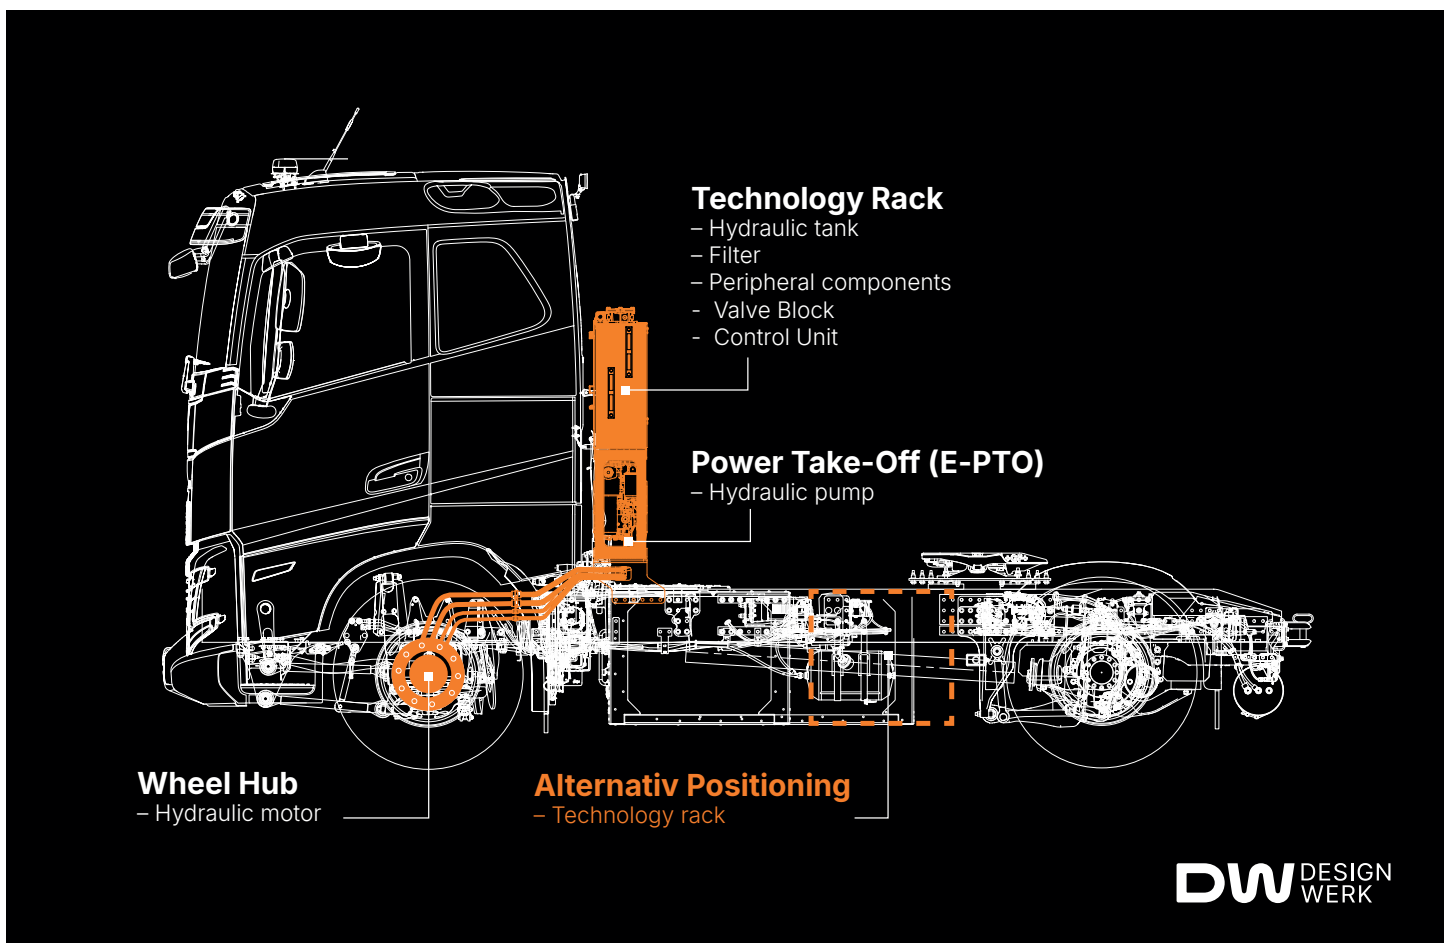 Technology Rack
– Hydraulic tank
– Filter
– Peripheral components
- Valve Block
- Control Unit
Power Take-Off (E-PTO)
– Hydraulic pump
Wheel Hub
– Hydraulic motor
Alternativ Positioning
– Technology rack
DW DESIGN
WERK